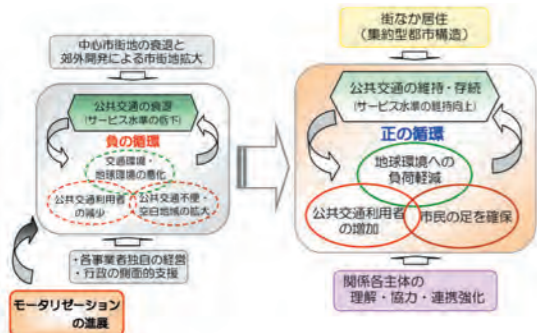 中心市街地の衰退と
郊外開発による市街地拡大
公共交通の衰退
(サービス水準の低下)
負の循環
交通環境・
地球環境の悪化
公共交通利用者
の減少
公共交通不便・
空白地域の拡大
・各事業者独自の経営
・行政の側面的支援
モータリゼーション
の進展
街なか居住
(集約型都市構造)
公共交通の維持・存続
(サービス水準の維持向上)
正の循環
地球環境への
負荷軽減
公共交通利用者
の増加
市民の足を確保
関係各主体の
理解・協力・連携強化